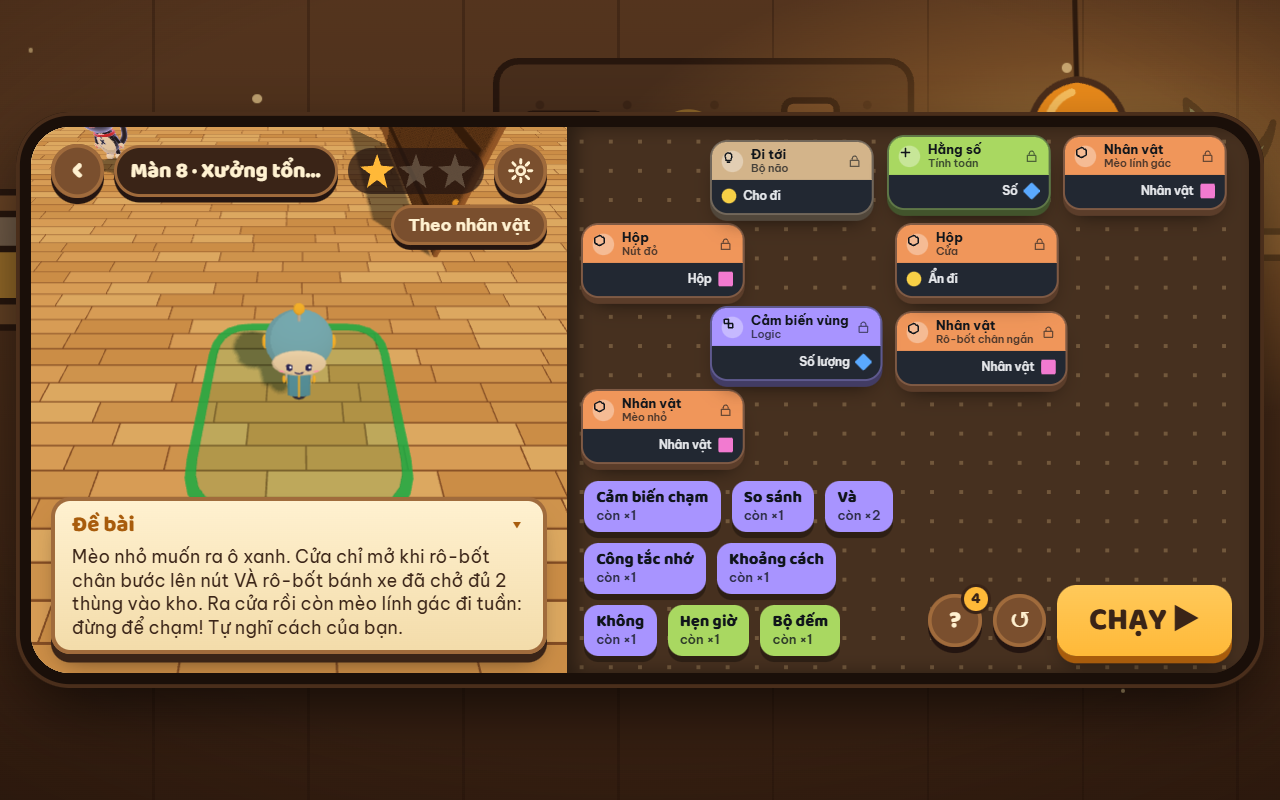 Màn 8 · Xưởng tổn...
Theo nhân vật
Đề bài
Mèo nhỏ muốn ra ô xanh. Cửa chỉ mở khi rô-bốt
chân bước lên nút VÀ rô-bốt bánh xe đã chở đủ 2
thùng vào kho. Ra cửa rồi còn mèo lính gác đi tuần:
đừng để chạm! Tự nghĩ cách của bạn.
Đi tới
Bộ não
Cho đi
Hằng số
Tính toán
Số
Nhân vật
Mèo lính gác
Nhân vật
Hộp
Nút đỏ
Hộp
Hộp
Cửa
Ẩn đi
Cảm biến vùng
Logic
Số lượng
Nhân vật
Rô-bốt chân ngắn
Nhân vật
Nhân vật
Mèo nhỏ
Nhân vật
Cảm biến chạm
còn ×1
So sánh
còn ×1
Và
còn ×2
Công tắc nhớ
còn ×1
Khoảng cách
còn ×1
Không
còn ×1
Hẹn giờ
còn ×1
Bộ đếm
còn ×1
?
4
CHẠY